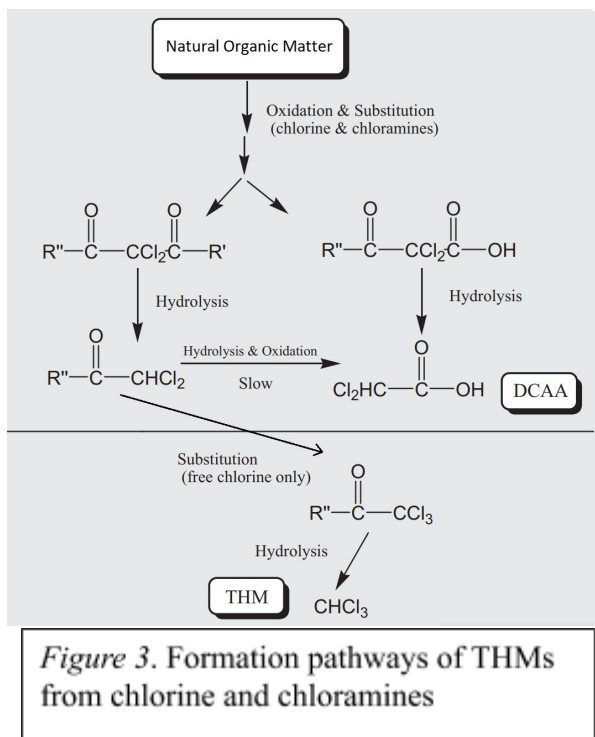 Natural Organic Matter
Oxidation & Substitution
(chlorine & chloramines)
O O
R"—C—CCl₂C—R'
O O
R"—C—CCl₂C—OH
Hydrolysis
Hydrolysis
O
R"—C—CHCl₂
Hydrolysis & Oxidation
Slow
O
Cl₂HC—C—OH
DCAA
Substitution
(free chlorine only)
O
R"—C—CCl₃
Hydrolysis
THM
CHCl₃
Figure 3. Formation pathways of THMs
from chlorine and chloramines